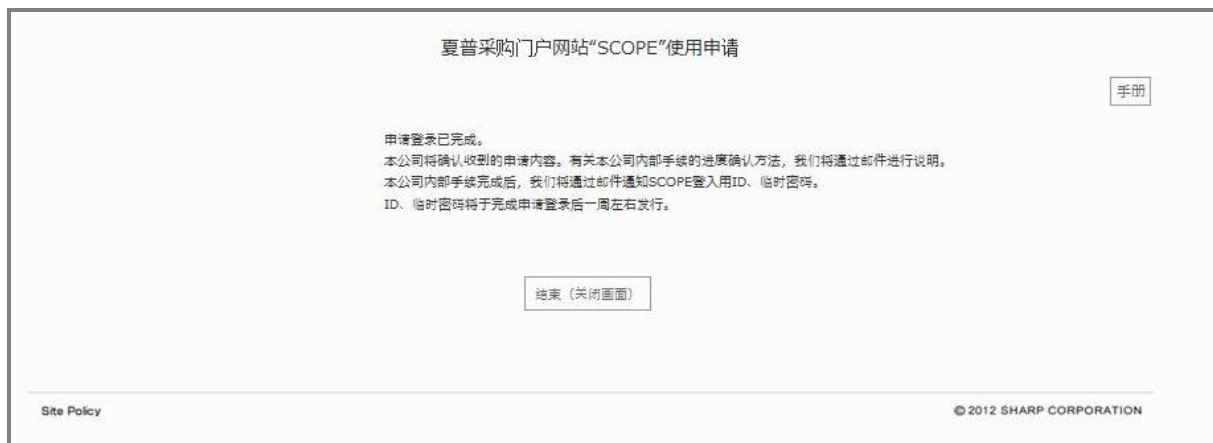 夏普采购门户网站“SCOPE”使用申请
手册
申请登录已完成。
本公司将确认收到的申请内容。有关本公司内部手续的进度确认方法，我们将通过邮件进行说明。
本公司内部手续完成后，我们将通过邮件通知SCOPE登入用ID、临时密码。
ID、临时密码将于完成申请登录后一周左右发行。
结束（关闭画面）
Site Policy
© 2012 SHARP CORPORATION